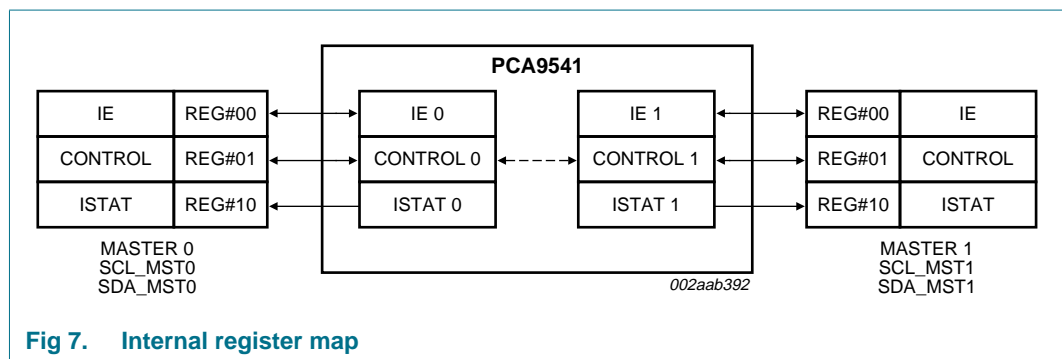 PCA9541
IE REG#00 IE 0 IE 1 REG#00 IE
CONTROL REG#01 CONTROL 0 CONTROL 1 REG#01 CONTROL
ISTAT REG#10 ISTAT 0 ISTAT 1 REG#10 ISTAT
MASTER 0 MASTER 1
SCL_MST0 SCL_MST1
SDA_MST0 SDA_MST1
002aab392
Fig 7. Internal register map